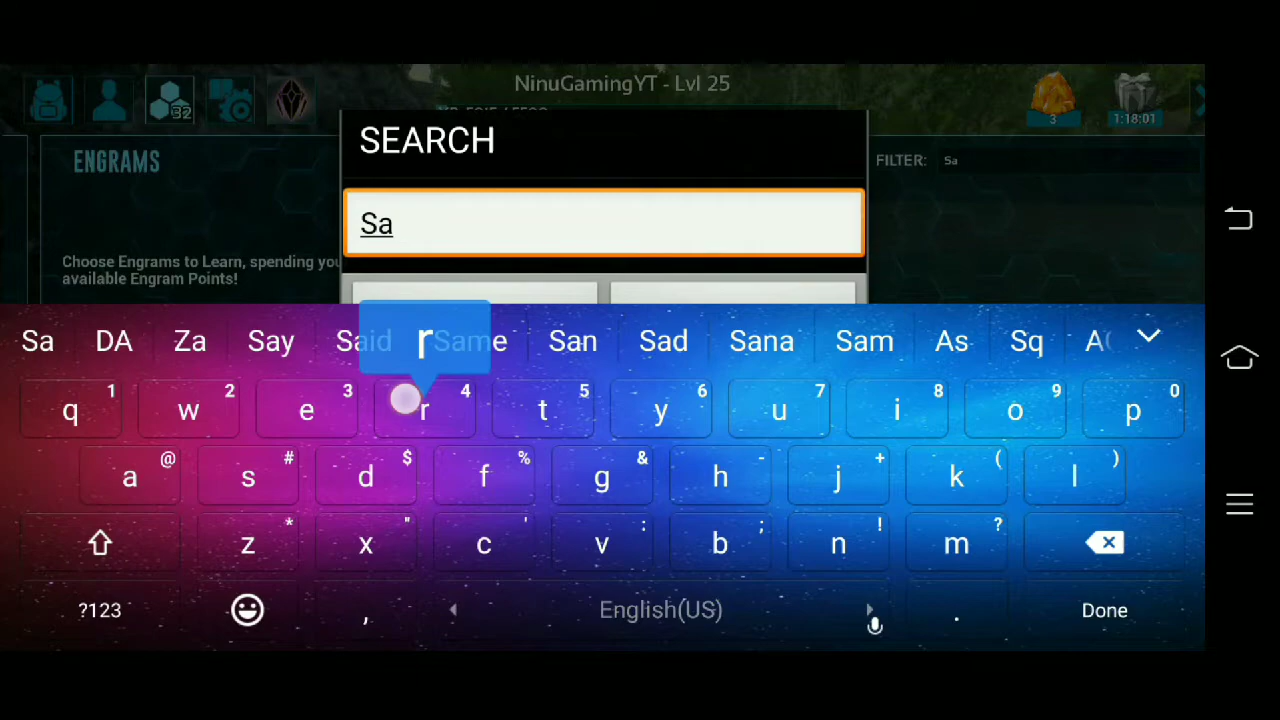 NinuGamingYT - Lvl 25
32
3
1:18:01
SEARCH
ENGRAMS
FILTER: Sa
Sa
Choose Engrams to Learn, spending you
available Engram Points!
Sa DA Za Say Said r Same San Sad Sana Sam As Sq
q 1 w 2 e 3 r 4 t 5 y 6 u 7 i 8 o 9 p 0
a @ s # d $ f % g & h - j + k ( l )
z * x " c ' v : b ; n ! m ?
?123 , English(US) . Done